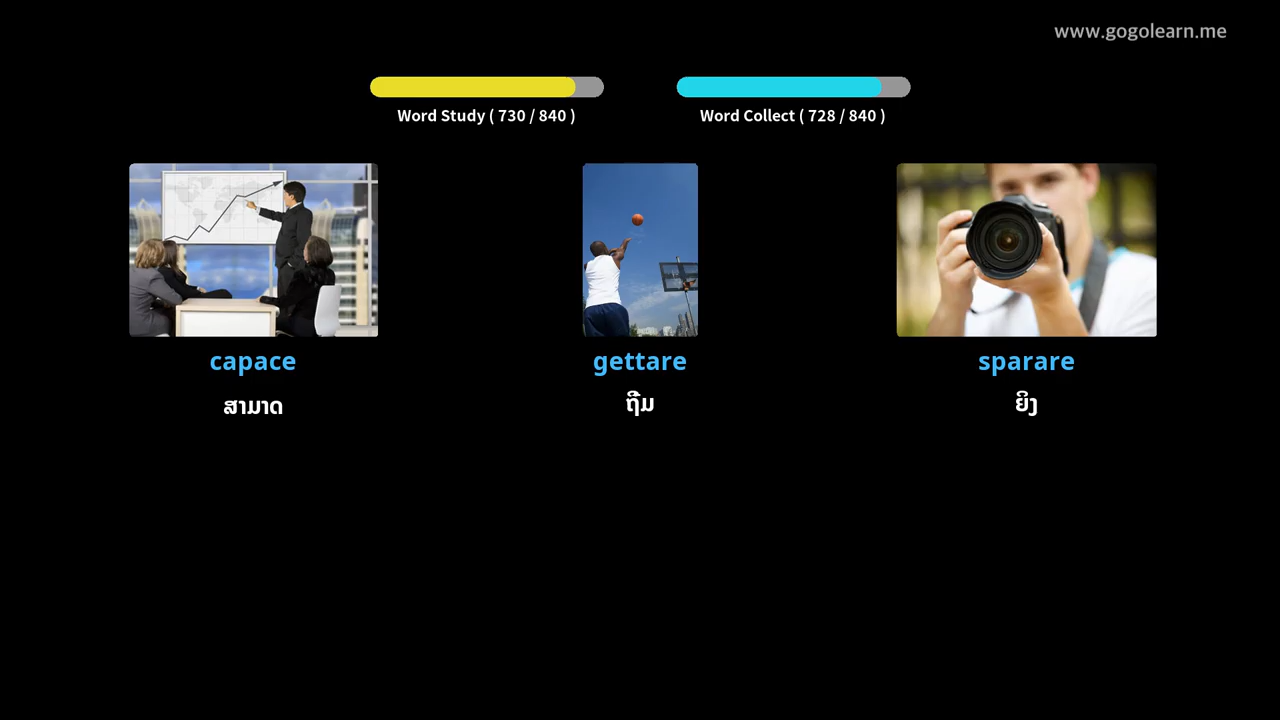 www.gogolearn.me
Word Study ( 730 / 840 )
Word Collect ( 728 / 840 )
capace
gettare
sparare
ສາມາດ
ຖິ້ມ
ຍິງ